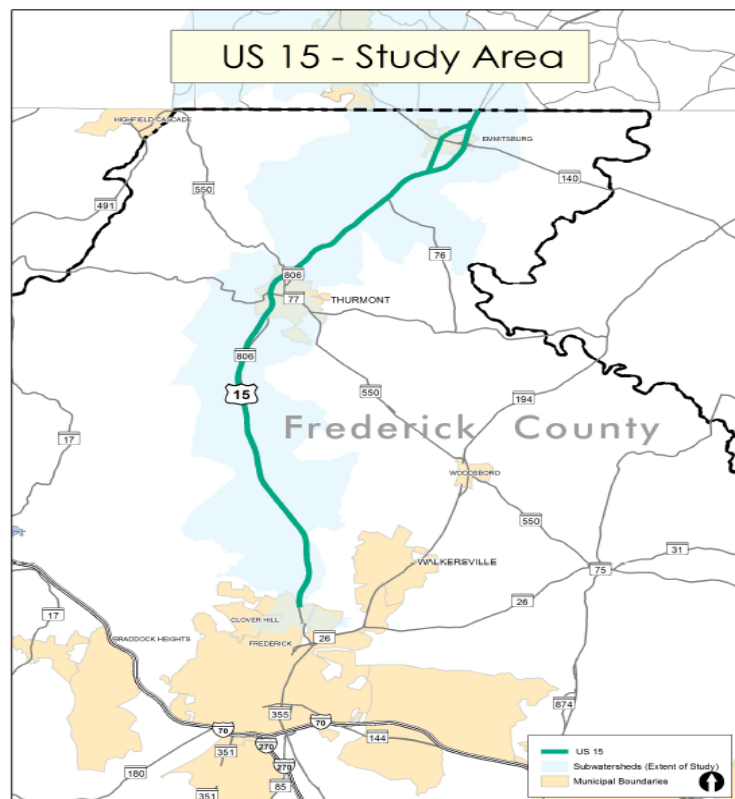 US 15 - Study Area
HIGHFIELD CASCADE
EMMITSBURG
550
140
491
76
806
77
THURMONT
806
15
550
194
17
Frederick County
WOODSBORO
550
31
WALKERSVILLE
75
26
17
CLOVER HILL
BRADDOCK HEIGHTS
26
FREDERICK
874
355
70
70
144
351
270
180
270
85
351
US 15
Subwatersheds (Extent of Study)
Municipal Boundaries